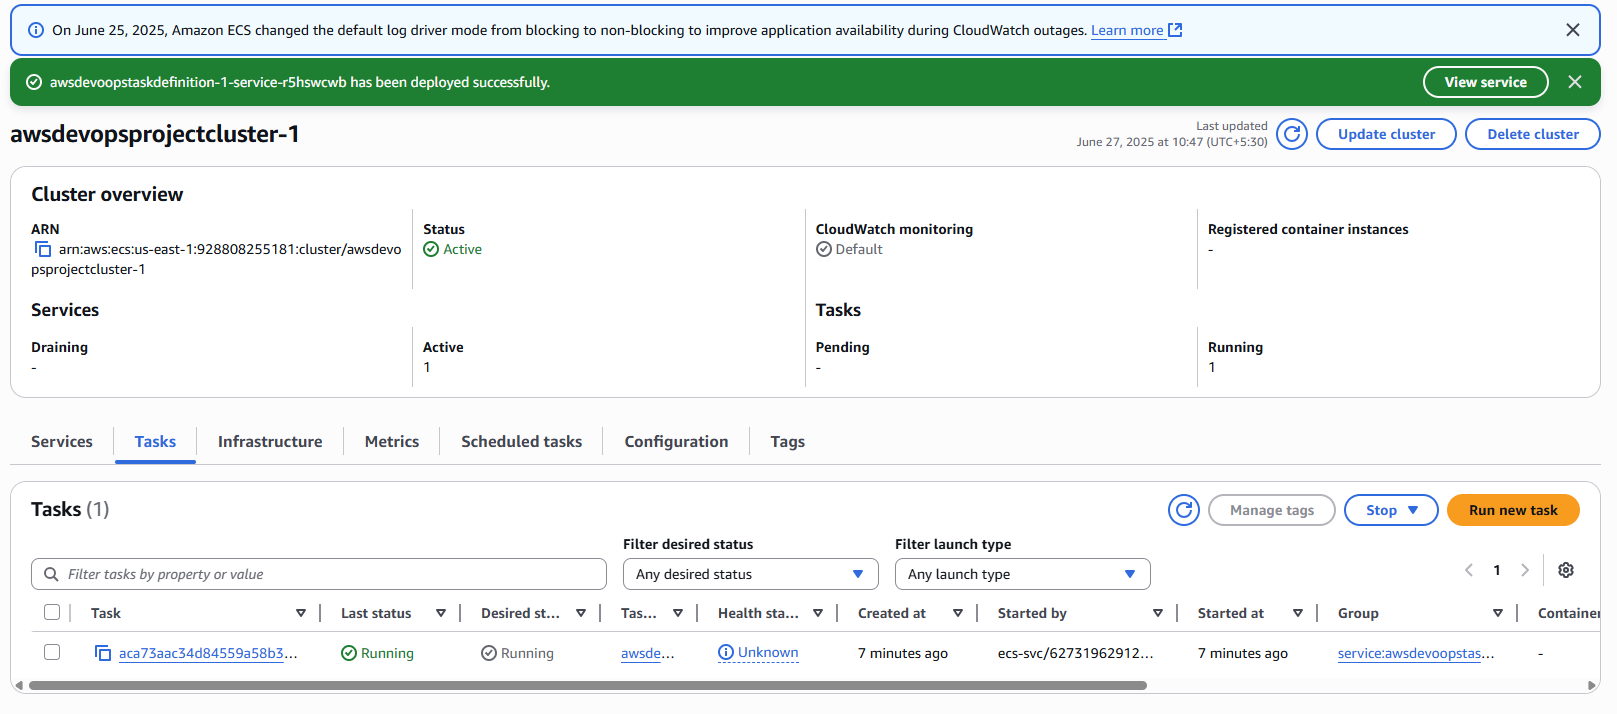 On June 25, 2025, Amazon ECS changed the default log driver mode from blocking to non-blocking to improve application availability during CloudWatch outages. Learn more
awsdevoopstaskdefinition-1-service-r5hswcwb has been deployed successfully.
View service
awsdevopsprojectcluster-1
Last updated
June 27, 2025 at 10:47 (UTC+5:30)
Update cluster
Delete cluster
Cluster overview
ARN
arn:aws:ecs:us-east-1:928808255181:cluster/awsdevo
psprojectcluster-1
Status
Active
CloudWatch monitoring
Default
Registered container instances
-
Services
Tasks
Draining
-
Active
1
Pending
-
Running
1
Services Tasks Infrastructure Metrics Scheduled tasks Configuration Tags
Tasks (1)
Manage tags
Stop
Run new task
Filter desired status
Filter launch type
Filter tasks by property or value
Any desired status
Any launch type
1
Task Last status Desired st... Tas... Health sta... Created at Started by Started at Group Container
aca73aac34d84559a58b3... Running Running awsde... Unknown 7 minutes ago ecs-svc/62731962912... 7 minutes ago service:awsdevoopstas... -